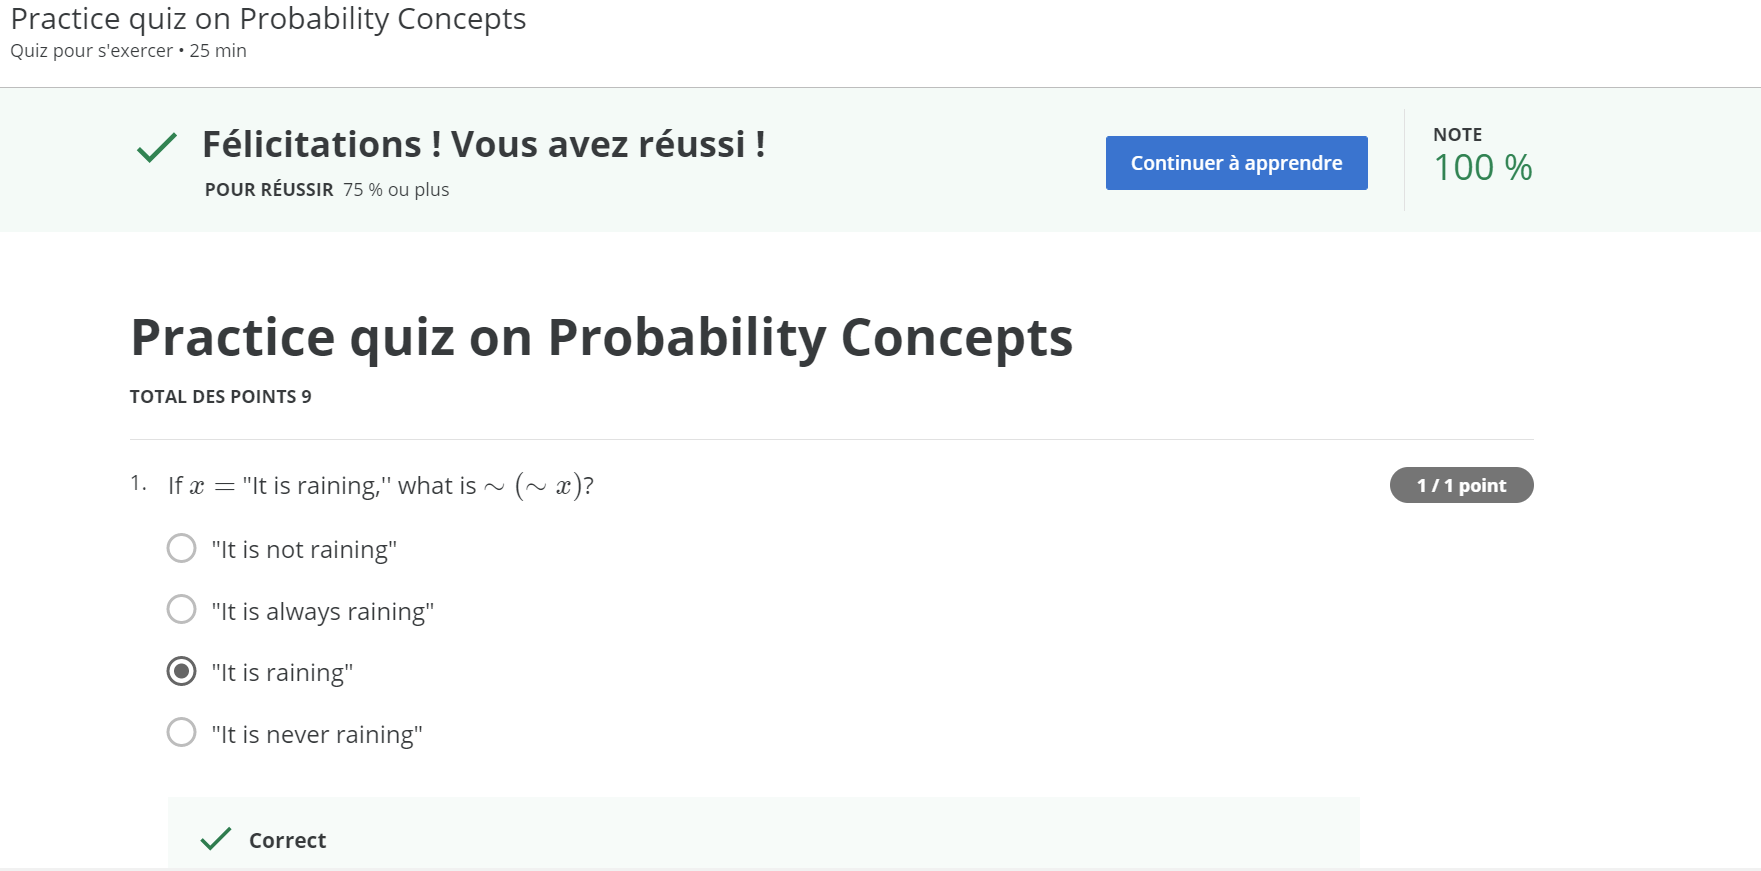 Practice quiz on Probability Concepts
Quiz pour s'exercer • 25 min
Félicitations ! Vous avez réussi !
POUR RÉUSSIR 75 % ou plus
Continuer à apprendre
NOTE
100 %
Practice quiz on Probability Concepts
TOTAL DES POINTS 9
1. If x = "It is raining,'' what is ∼ (∼ x)?
1 / 1 point
"It is not raining"
"It is always raining"
"It is raining"
"It is never raining"
Correct